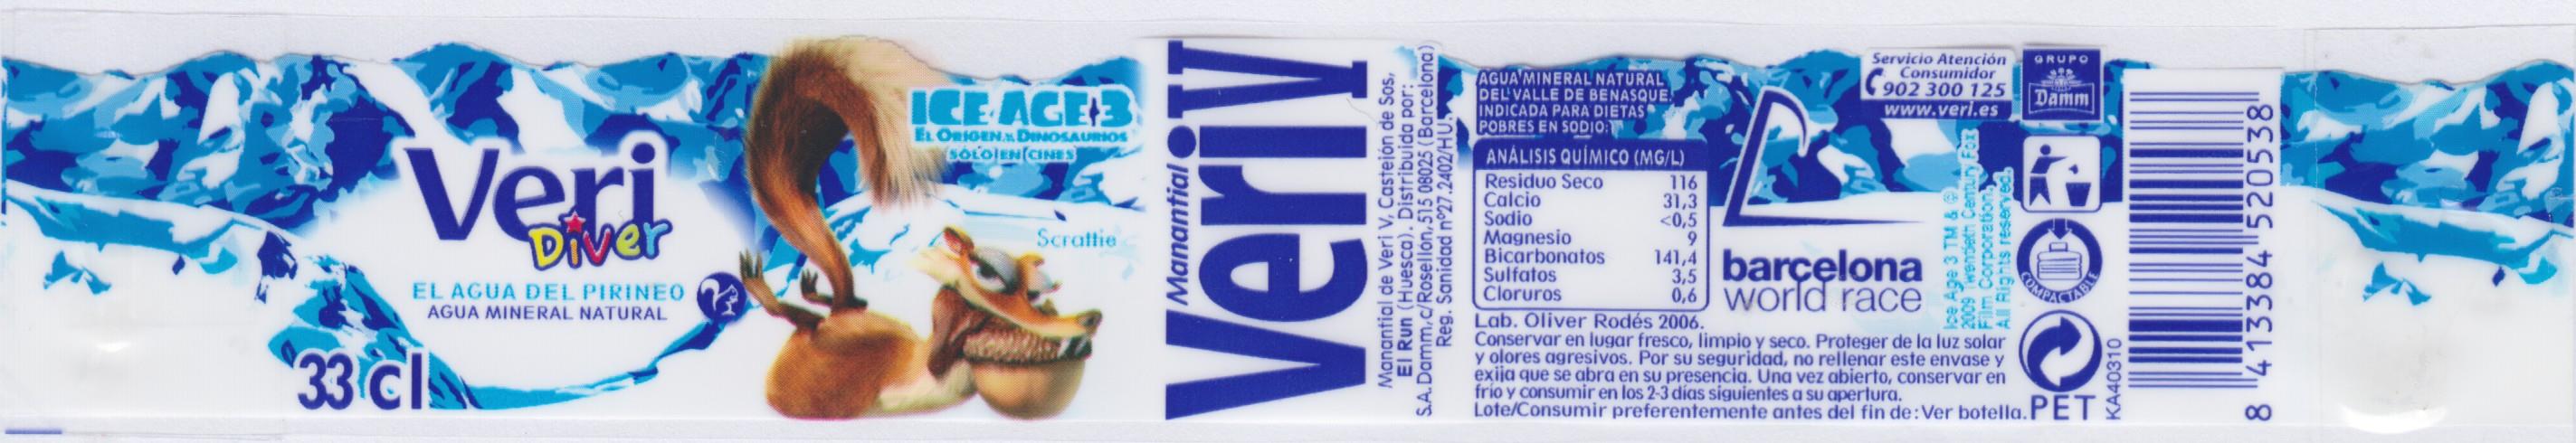 Veri
Diver
EL AGUA DEL PIRINEO
AGUA MINERAL NATURAL
33 cl
ICE AGE 3
EL ORIGEN DE LOS DINOSAURIOS
SÓLO EN CINES
Scrattie
Manantial
Veri V
Manantial de Veri V, Casteión de Sos,
El Run (Huesca). Distribuida por:
S.A. Damm, c/Rosellón, 515 08025 (Barcelona)
Reg. Sanidad nº27.2402/HU.
AGUA MINERAL NATURAL
DEL VALLE DE BENASQUE.
INDICADA PARA DIETAS
POBRES EN SODIO:
ANÁLISIS QUÍMICO (MG/L)
Residuo Seco 116
Calcio 31,3
Sodio <0,5
Magnesio 9
Bicarbonatos 141,4
Sulfatos 3,5
Cloruros 0,6
Lab. Oliver Rodés 2006.
Conservar en lugar fresco, limpio y seco. Proteger de la luz solar
y olores agresivos. Por su seguridad, no rellenar este envase y
exija que se abra en su presencia. Una vez abierto, conservar en
frío y consumir en los 2-3 días siguientes a su apertura.
Lote/Consumir preferentemente antes del fin de: Ver botella.
barcelona
world race
Servicio Atención
Consumidor
902 300 125
www.veri.es
Ice Age 3 TM & ©
2009 Twentieth Century Fox
Film Corporation.
All Rights reserved.
GRUPO
Damm
COMPACTABLE
PET
KA40310
8 413384 520538